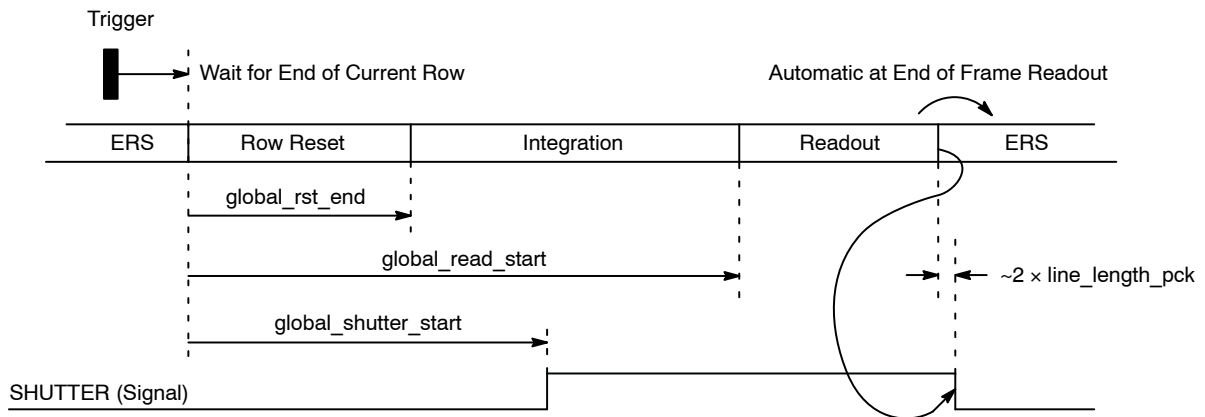 Trigger
Wait for End of Current Row
Automatic at End of Frame Readout
ERS
Row Reset
Integration
Readout
ERS
global_rst_end
global_read_start
~2 × line_length_pck
global_shutter_start
SHUTTER (Signal)